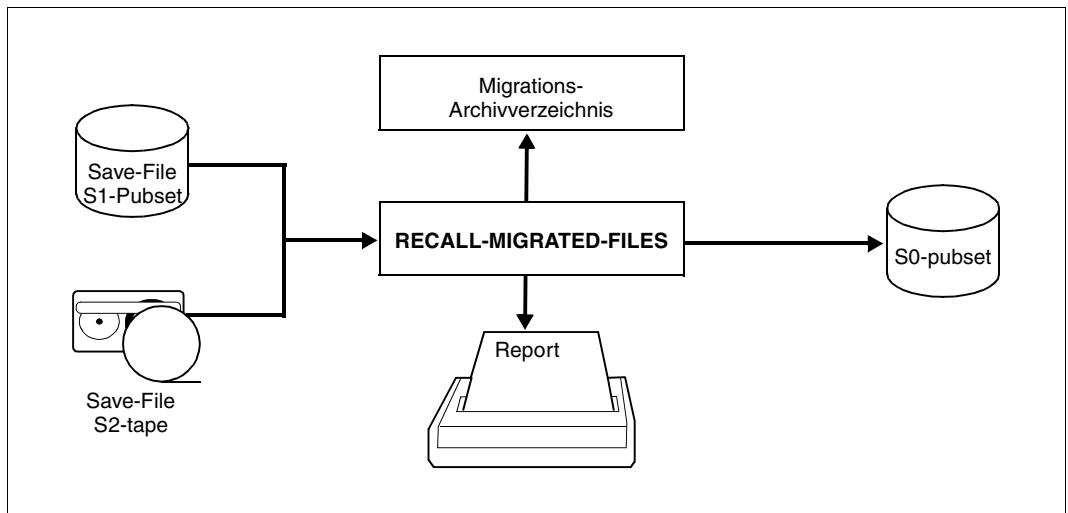 Migrations-
Archivverzeichnis
Save-File
S1-Pubset
RECALL-MIGRATED-FILES
S0-pubset
Report
Save-File
S2-tape